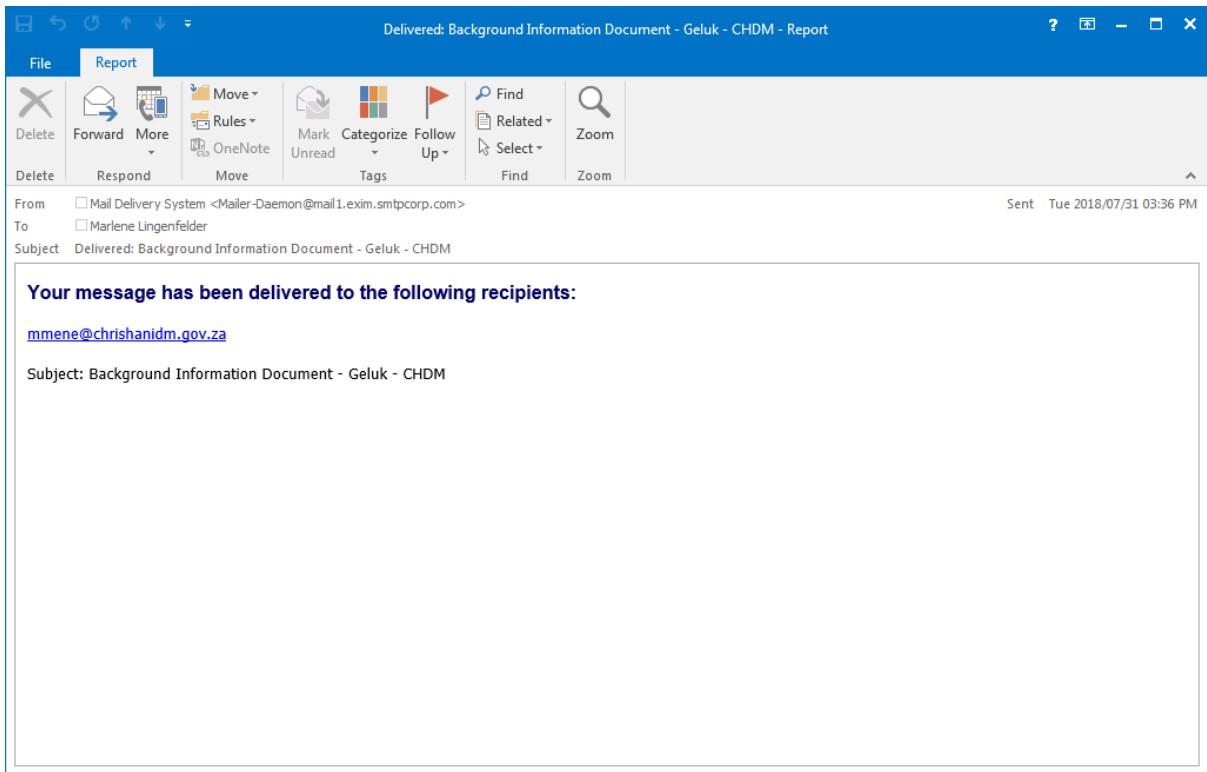 Delivered: Background Information Document - Geluk - CHDM - Report
File Report
Delete
Forward
More
Move
Rules
OneNote
Mark Unread
Categorize
Follow Up
Find
Related
Select
Zoom
Delete Respond Move Tags Find Zoom
From Mail Delivery System <Mailer-Daemon@mail1.exim.smtpcorp.com> Sent Tue 2018/07/31 03:36 PM
To Marlene Lingenfelder
Subject Delivered: Background Information Document - Geluk - CHDM
Your message has been delivered to the following recipients:
mmene@chrishanidm.gov.za
Subject: Background Information Document - Geluk - CHDM